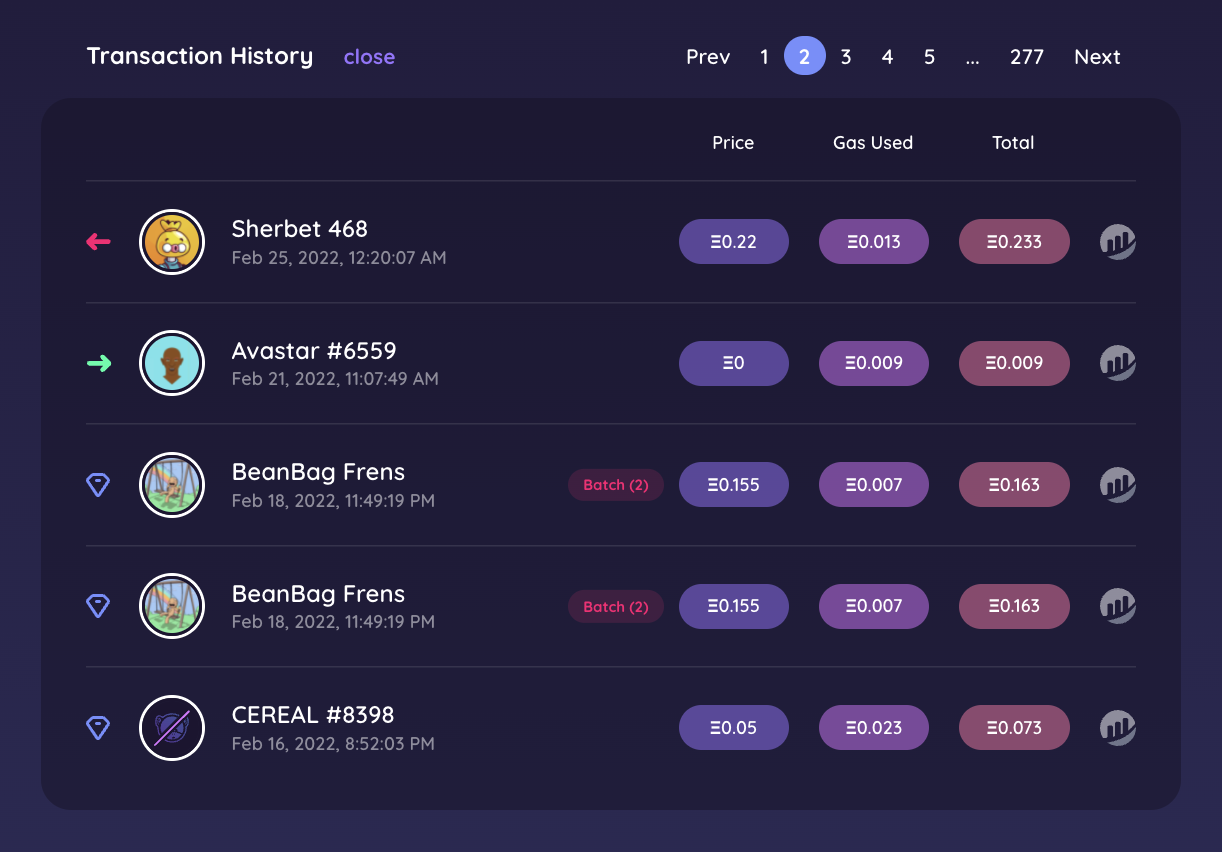 Transaction History close Prev 1 2 3 4 5 ... 277 Next
Price Gas Used Total
Sherbet 468
Feb 25, 2022, 12:20:07 AM
Ξ0.22 Ξ0.013 Ξ0.233
Avastar #6559
Feb 21, 2022, 11:07:49 AM
Ξ0 Ξ0.009 Ξ0.009
BeanBag Frens
Feb 18, 2022, 11:49:19 PM
Batch (2) Ξ0.155 Ξ0.007 Ξ0.163
BeanBag Frens
Feb 18, 2022, 11:49:19 PM
Batch (2) Ξ0.155 Ξ0.007 Ξ0.163
CEREAL #8398
Feb 16, 2022, 8:52:03 PM
Ξ0.05 Ξ0.023 Ξ0.073